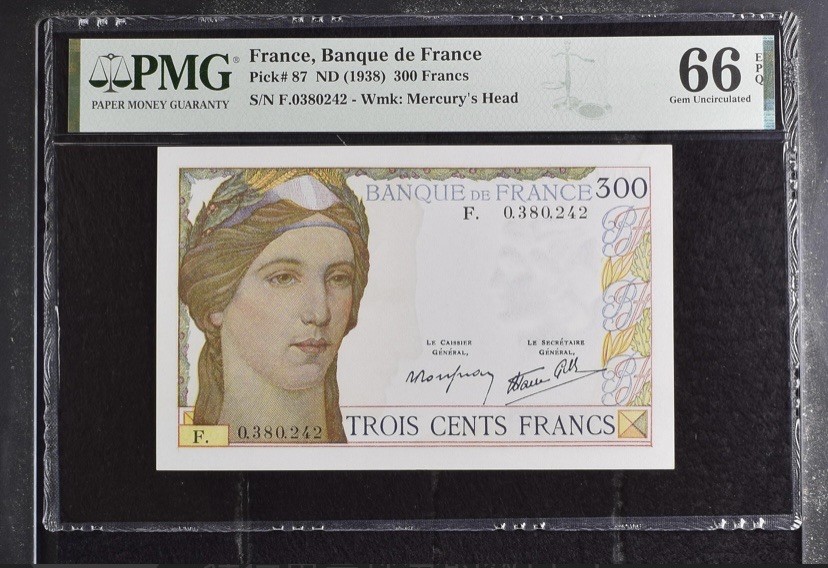 PMG®
PAPER MONEY GUARANTY
France, Banque de France
Pick# 87 ND (1938) 300 Francs
S/N F.0380242 - Wmk: Mercury's Head
66 EPQ
Gem Uncirculated
BANQUE DE FRANCE 300
F. 0.380.242
LE CAISSIER
GÉNÉRAL,
LE SECRÉTAIRE
GÉNÉRAL,
F. 0.380.242
TROIS CENTS FRANCS